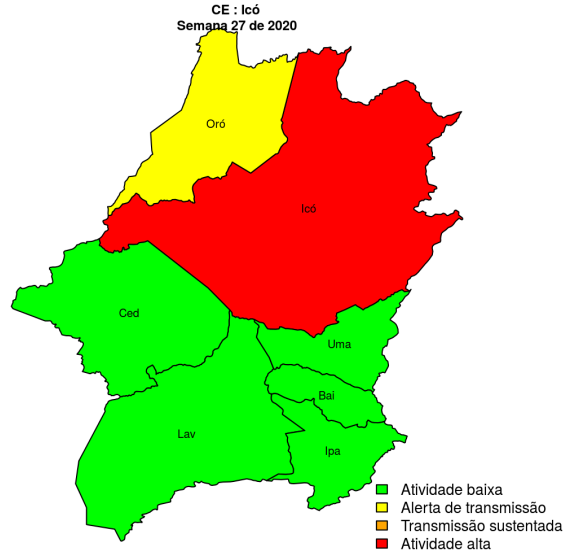 CE : Icó
Semana 27 de 2020
Oró
Icó
Ced
Uma
Bai
Lav
Ipa
Atividade baixa
Alerta de transmissão
Transmissão sustentada
Atividade alta